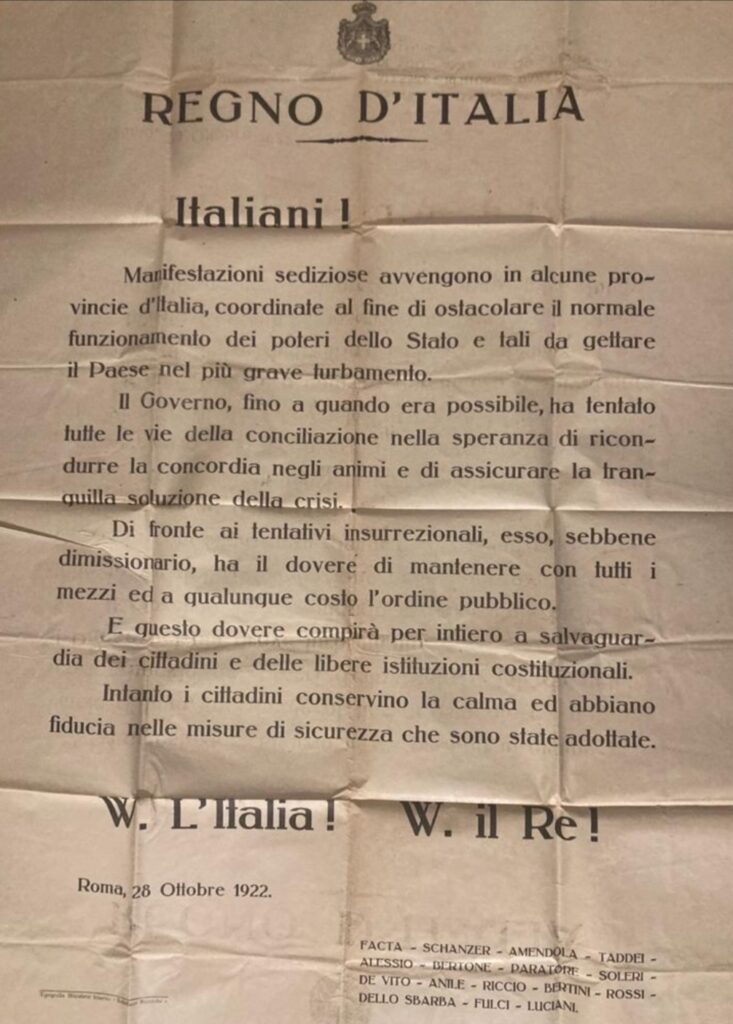 REGNO D'ITALIA
Italiani !
Manifestazioni sediziose avvengono in alcune pro-
vincie d'Italia, coordinate al fine di ostacolare il normale
funzionamento dei poteri dello Stato e tali da gettare
il Paese nel più grave turbamento.
Il Governo, fino a quando era possibile, ha tentato
tutte le vie della conciliazione nella speranza di ricon-
durre la concordia negli animi e di assicurare la tran-
quilla soluzione della crisi.
Di fronte ai tentativi insurrezionali, esso, sebbene
dimissionario, ha il dovere di mantenere con tutti i
mezzi ed a qualunque costo l'ordine pubblico.
E questo dovere compirà per intiero a salvaguar-
dia dei cittadini e delle libere istituzioni costituzionali.
Intanto i cittadini conservino la calma ed abbiano
fiducia nelle misure di sicurezza che sono state adottate.
W. L'Italia ! W. il Re !
Roma, 28 Ottobre 1922.
FACTA - SCHANZER - AMENDOLA - TADDEI -
ALESSIO - BERTONE - PARATORE - SOLERI -
DE VITO - ANILE - RICCIO - BERTINI - ROSSI -
DELLO SBARBA - FULCI - LUCIANI.
Tipografia